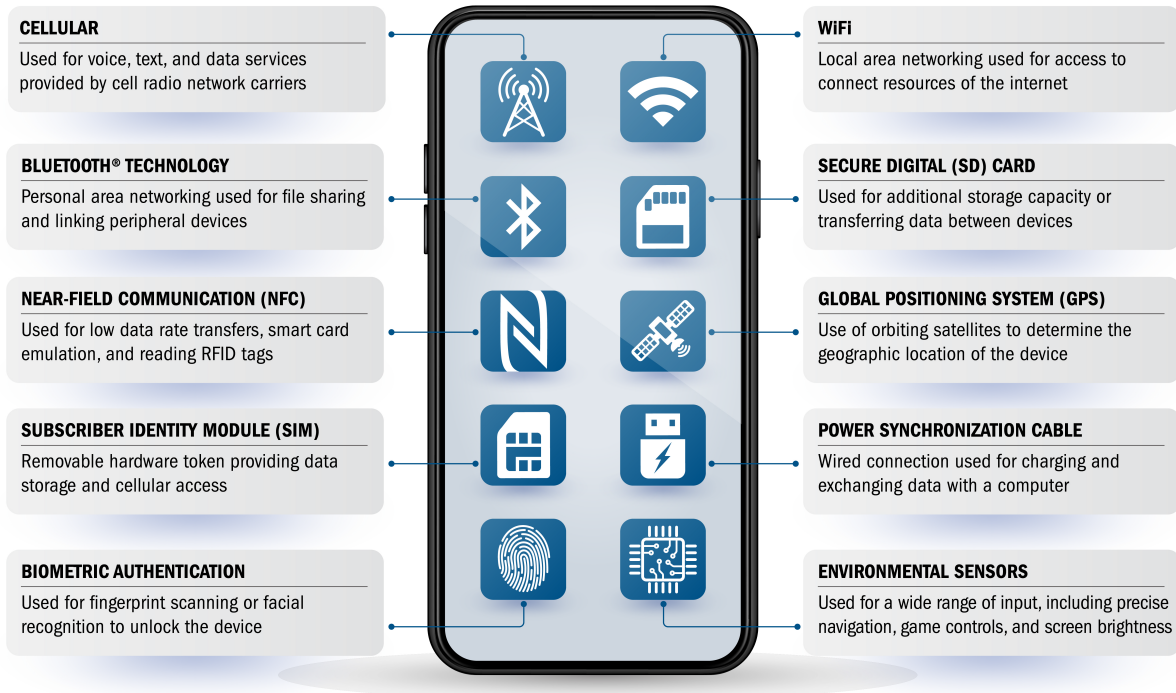 CELLULAR
Used for voice, text, and data services
provided by cell radio network carriers
BLUETOOTH® TECHNOLOGY
Personal area networking used for file sharing
and linking peripheral devices
NEAR-FIELD COMMUNICATION (NFC)
Used for low data rate transfers, smart card
emulation, and reading RFID tags
SUBSCRIBER IDENTITY MODULE (SIM)
Removable hardware token providing data
storage and cellular access
BIOMETRIC AUTHENTICATION
Used for fingerprint scanning or facial
recognition to unlock the device
WiFi
Local area networking used for access to
connect resources of the internet
SECURE DIGITAL (SD) CARD
Used for additional storage capacity or
transferring data between devices
GLOBAL POSITIONING SYSTEM (GPS)
Use of orbiting satellites to determine the
geographic location of the device
POWER SYNCHRONIZATION CABLE
Wired connection used for charging and
exchanging data with a computer
ENVIRONMENTAL SENSORS
Used for a wide range of input, including precise
navigation, game controls, and screen brightness